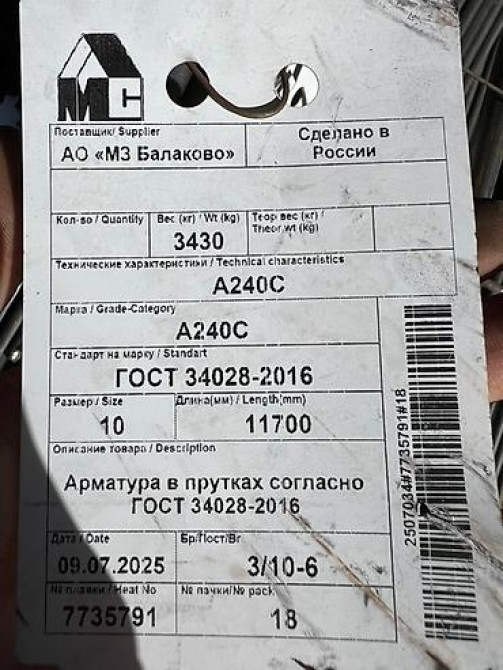 МС
Поставщик/ Supplier
АО «МЗ Балаково»
Сделано в
России
Кол-во / Quantity
Вес (кг) / Wt (kg)
3430
Теор вес (кг) /
Theor wt (kg)
Технические характеристики / Technical characteristics
А240С
Марка / Grade-Category
А240С
Стандарт на марку / Standart
ГОСТ 34028-2016
Размер / Size
10
Длина(мм) / Length(mm)
11700
Описание товара / Description
Арматура в прутках согласно
ГОСТ 34028-2016
Дата / Date
09.07.2025
Бр/Пост/Br
3/10-6
№ плавки / Heat No
7735791
№ пачки/№ pack
18
2507034#7735791#18